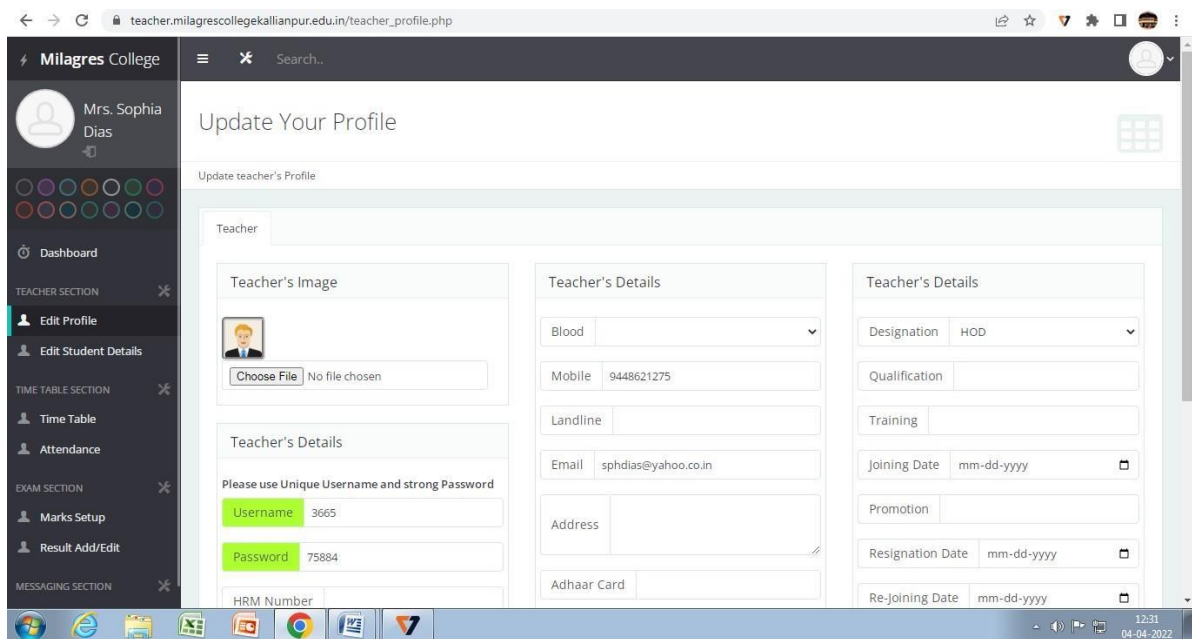 teacher.milagrescollegekallianpur.edu.in/teacher_profile.php
Milagres College
Search..
Mrs. Sophia
Dias
Update Your Profile
Update teacher's Profile
Dashboard
TEACHER SECTION
Edit Profile
Edit Student Details
TIME TABLE SECTION
Time Table
Attendance
EXAM SECTION
Marks Setup
Result Add/Edit
MESSAGING SECTION
Teacher
Teacher's Image
Choose File No file chosen
Teacher's Details
Please use Unique Username and strong Password
Username 3665
Password 75884
HRM Number
Teacher's Details
Blood
Mobile 9448621275
Landline
Email sphdias@yahoo.co.in
Address
Adhaar Card
Teacher's Details
Designation HOD
Qualification
Training
Joining Date mm-dd-yyyy
Promotion
Resignation Date mm-dd-yyyy
Re-Joining Date mm-dd-yyyy
12:31
04-04-2022